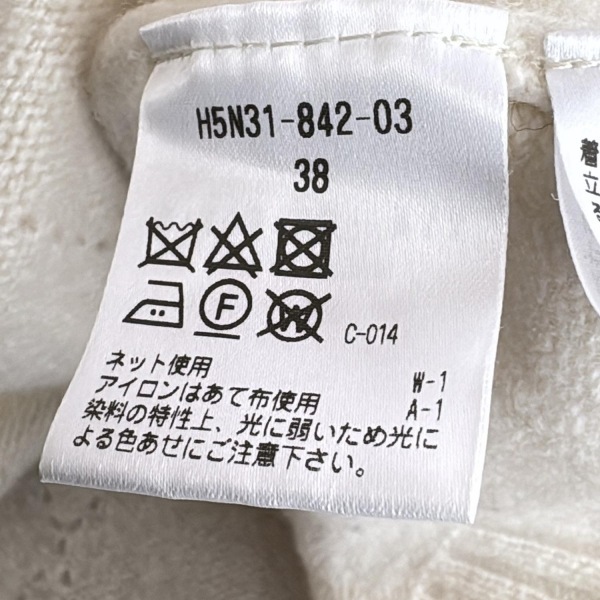 H5N31-842-03
38
F
W
C-014
ネット使用 W-1
アイロンはあて布使用 A-1
染料の特性上、光に弱いため光に
よる色あせにご注意下さい。
着
立